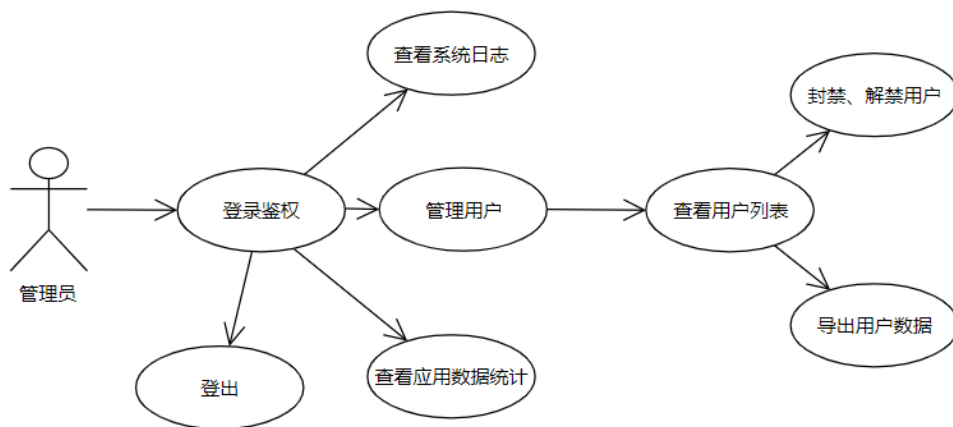 查看系统日志
封禁、解禁用户
登录鉴权
管理用户
查看用户列表
管理员
导出用户数据
登出
查看应用数据统计